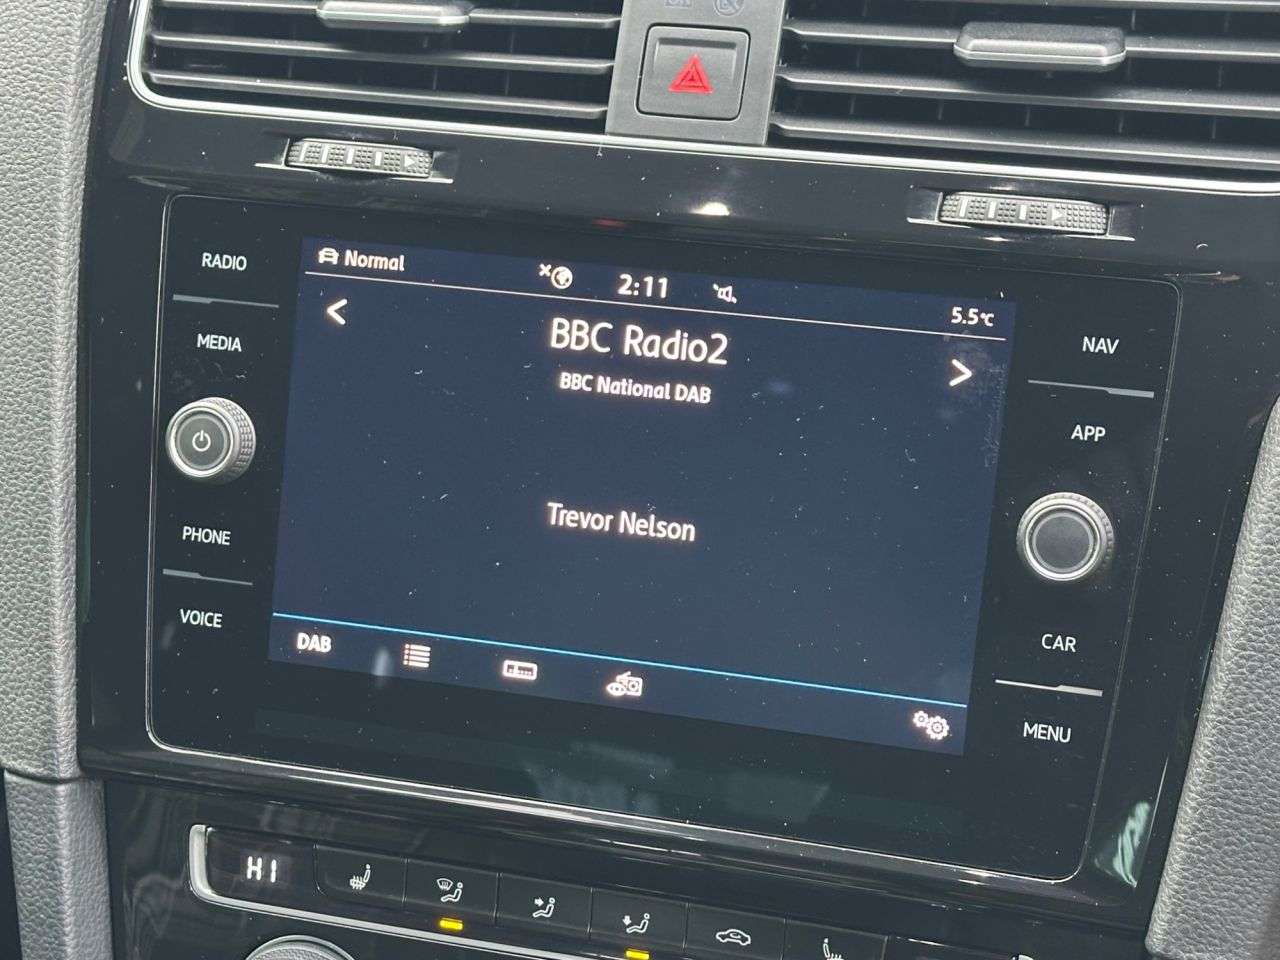 RADIO
MEDIA
PHONE
VOICE
Normal
2:11
5.5°C
BBC Radio2
BBC National DAB
Trevor Nelson
DAB
NAV
APP
CAR
MENU
HI